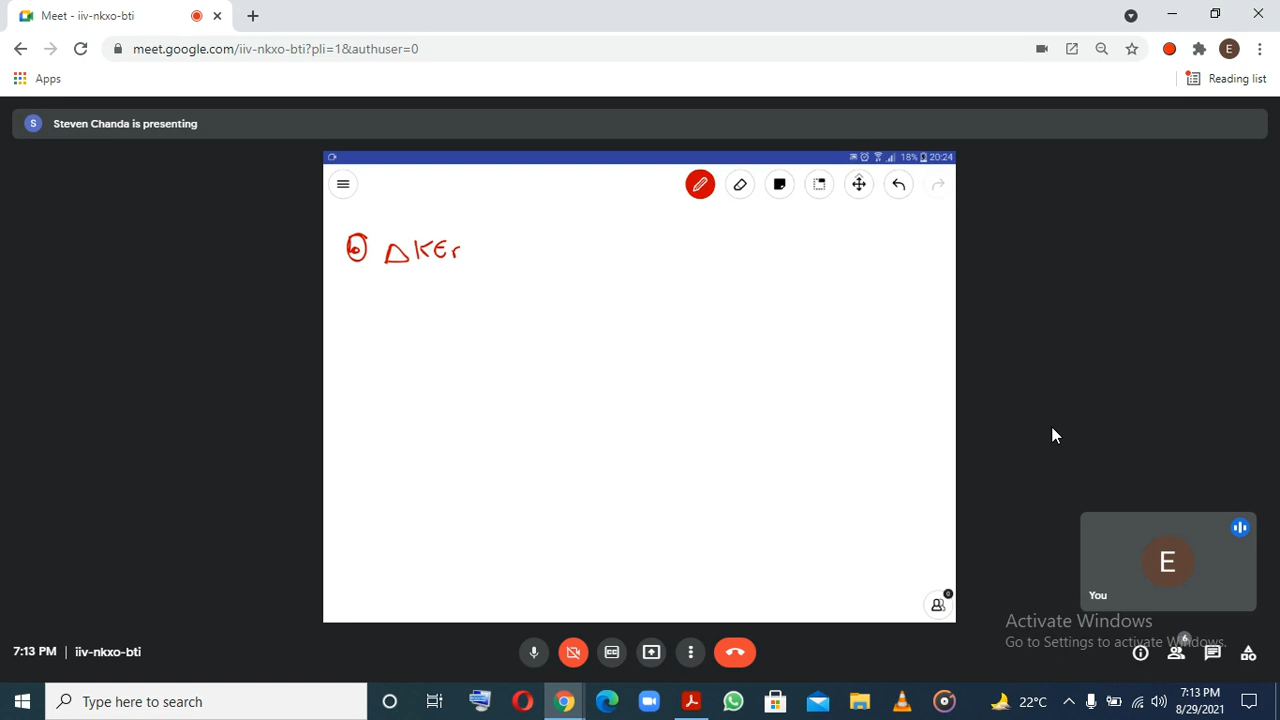 Meet - iiv-nkxo-bti
meet.google.com/iiv-nkxo-bti?pli=1&authuser=0
E
Apps
Reading list
S Steven Chanda is presenting
18% 20:24
b ΔKEr
0
E
You
Activate Windows
Go to Settings to activate Windows.
6
7:13 PM | iiv-nkxo-bti
Type here to search
22°C
7:13 PM
8/29/2021